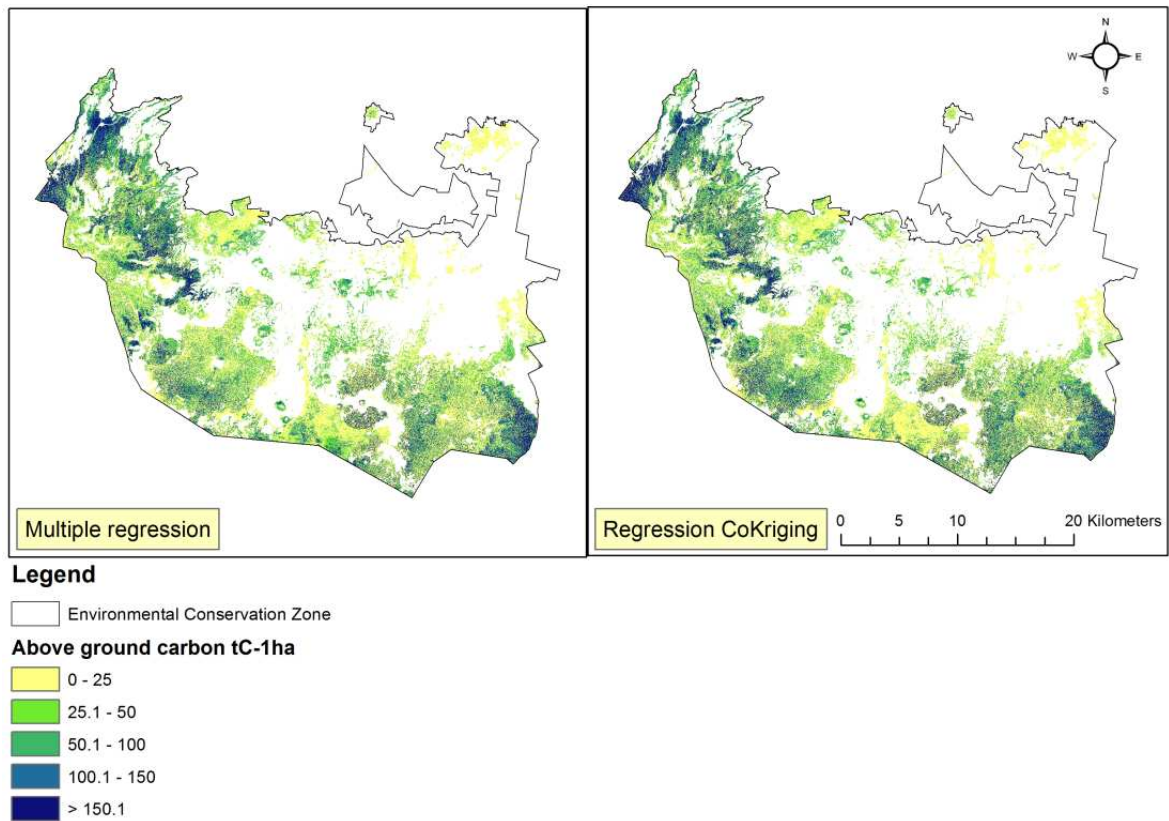 N
W E
S
Multiple regression
Regression CoKriging
0 5 10 20 Kilometers
Legend
Environmental Conservation Zone
Above ground carbon tC-1ha
0 - 25
25.1 - 50
50.1 - 100
100.1 - 150
> 150.1